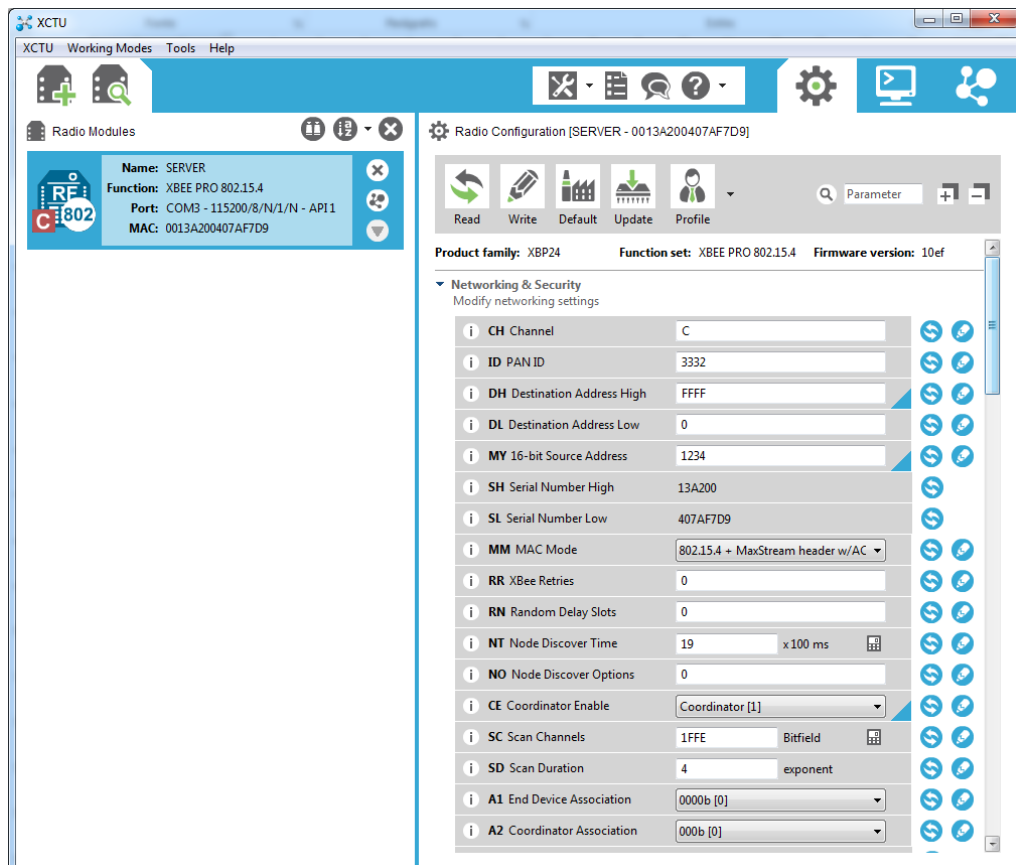 XCTU
XCTU Working Modes Tools Help
Radio Modules
Name: SERVER
Function: XBEE PRO 802.15.4
Port: COM3 - 115200/8/N/1/N - API 1
MAC: 0013A200407AF7D9
RF
C 802
Radio Configuration [SERVER - 0013A200407AF7D9]
Read Write Default Update Profile
Parameter
Product family: XBP24 Function set: XBEE PRO 802.15.4 Firmware version: 10ef
Networking & Security
Modify networking settings
i CH Channel C
i ID PAN ID 3332
i DH Destination Address High FFFF
i DL Destination Address Low 0
i MY 16-bit Source Address 1234
i SH Serial Number High 13A200
i SL Serial Number Low 407AF7D9
i MM MAC Mode 802.15.4 + MaxStream header w/AC
i RR XBee Retries 0
i RN Random Delay Slots 0
i NT Node Discover Time 19 x 100 ms
i NO Node Discover Options 0
i CE Coordinator Enable Coordinator [1]
i SC Scan Channels 1FFE Bitfield
i SD Scan Duration 4 exponent
i A1 End Device Association 0000b [0]
i A2 Coordinator Association 000b [0]